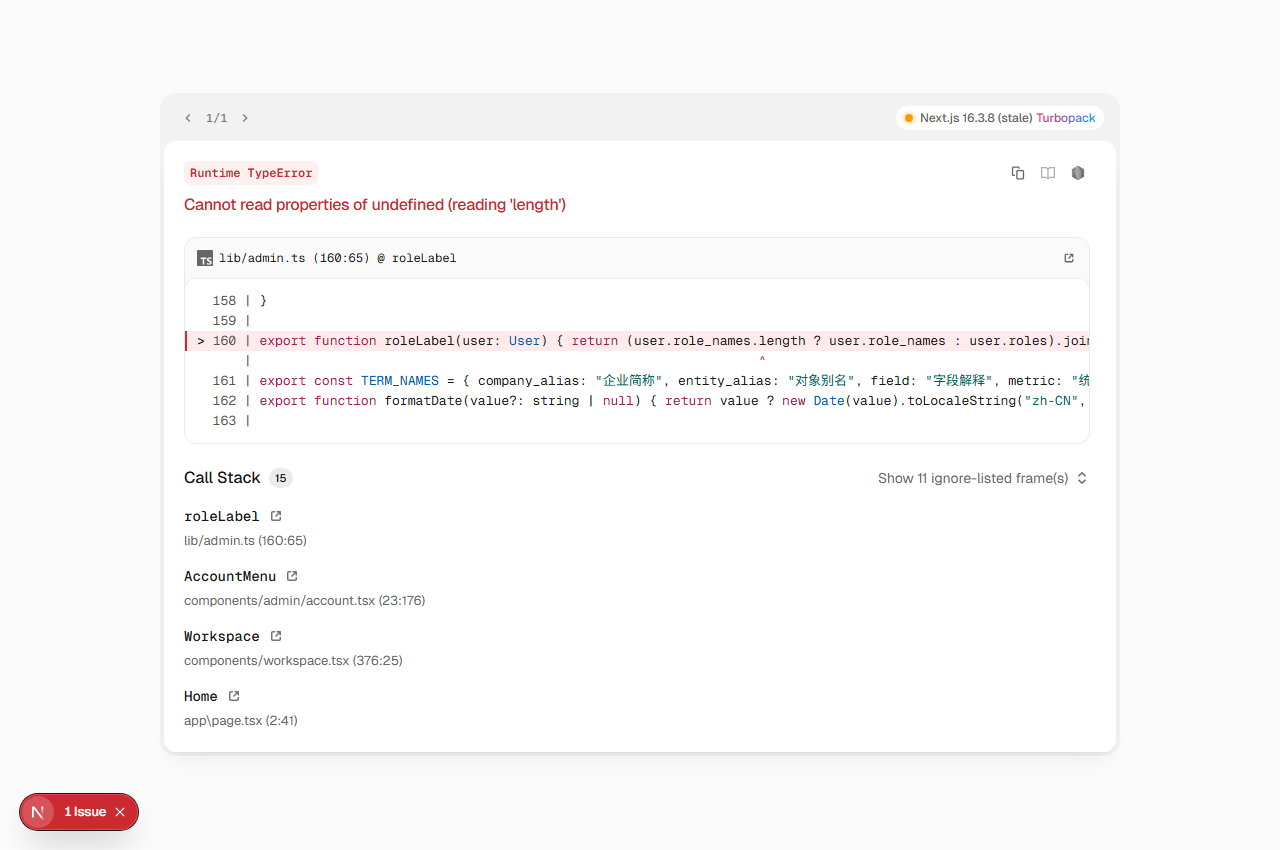 1/1
Next.js 16.3.8 (stale) Turbopack
Runtime TypeError
Cannot read properties of undefined (reading 'length')
TS lib/admin.ts (160:65) @ roleLabel
158 | }
159 |
> 160 | export function roleLabel(user: User) { return (user.role_names.length ? user.role_names : user.roles).join
| ^
161 | export const TERM_NAMES = { company_alias: "企业简称", entity_alias: "对象别名", field: "字段解释", metric: "统
162 | export function formatDate(value?: string | null) { return value ? new Date(value).toLocaleString("zh-CN",
163 |
Call Stack 15
Show 11 ignore-listed frame(s)
roleLabel
lib/admin.ts (160:65)
AccountMenu
components/admin/account.tsx (23:176)
Workspace
components/workspace.tsx (376:25)
Home
app\page.tsx (2:41)
N 1 Issue